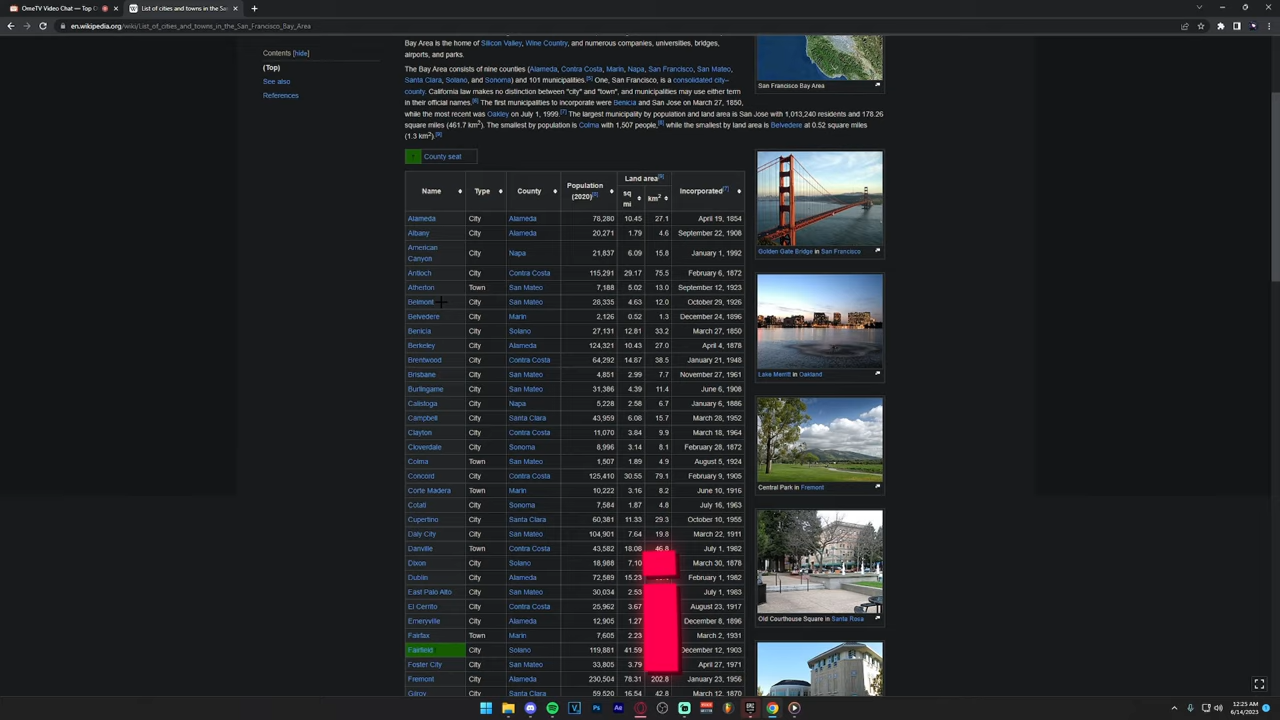 OmeTV Video Chat — Top C
List of cities and towns in the San
en.wikipedia.org/wiki/List_of_cities_and_towns_in_the_San_Francisco_Bay_Area
Contents [hide]
(Top)
See also
References
Bay Area is the home of Silicon Valley, Wine Country, and numerous companies, universities, bridges,
airports, and parks.
The Bay Area consists of nine counties (Alameda, Contra Costa, Marin, Napa, San Francisco, San Mateo,
Santa Clara, Solano, and Sonoma) and 101 municipalities.[5] One, San Francisco, is a consolidated city–
county. California law makes no distinction between "city" and "town", and municipalities may use either term
in their official names.[6] The first municipalities to incorporate were Benicia and San Jose on March 27, 1850,
while the most recent was Oakley on July 1, 1999.[7] The largest municipality by population and land area is San Jose with 1,013,240 residents and 178.26
square miles (461.7 km2). The smallest by population is Colma with 1,507 people,[8] while the smallest by land area is Belvedere at 0.52 square miles
(1.3 km2).[9]
San Francisco Bay Area
† County seat
Name Type County Population (2020)[8] Land area[9] sq mi km2 Incorporated[7]
Alameda City Alameda 78,280 10.45 27.1 April 19, 1854
Albany City Alameda 20,271 1.79 4.6 September 22, 1908
American Canyon City Napa 21,837 6.09 15.8 January 1, 1992
Antioch City Contra Costa 115,291 29.17 75.5 February 6, 1872
Atherton Town San Mateo 7,188 5.02 13.0 September 12, 1923
Belmont City San Mateo 28,335 4.63 12.0 October 29, 1926
Belvedere City Marin 2,126 0.52 1.3 December 24, 1896
Benicia City Solano 27,131 12.81 33.2 March 27, 1850
Berkeley City Alameda 124,321 10.43 27.0 April 4, 1878
Brentwood City Contra Costa 64,292 14.87 38.5 January 21, 1948
Brisbane City San Mateo 4,851 2.99 7.7 November 27, 1961
Burlingame City San Mateo 31,386 4.39 11.4 June 6, 1908
Calistoga City Napa 5,228 2.58 6.7 January 6, 1886
Campbell City Santa Clara 43,959 6.08 15.7 March 28, 1952
Clayton City Contra Costa 11,070 3.84 9.9 March 18, 1964
Cloverdale City Sonoma 8,996 3.14 8.1 February 28, 1872
Colma Town San Mateo 1,507 1.89 4.9 August 5, 1924
Concord City Contra Costa 125,410 30.55 79.1 February 9, 1905
Corte Madera Town Marin 10,222 3.16 8.2 June 10, 1916
Cotati City Sonoma 7,584 1.87 4.8 July 16, 1963
Cupertino City Santa Clara 60,381 11.33 29.3 October 10, 1955
Daly City City San Mateo 104,901 7.64 19.8 March 22, 1911
Danville Town Contra Costa 43,582 18.08 46.8 July 1, 1982
Dixon City Solano 18,988 7.10 March 30, 1878
Dublin City Alameda 72,589 15.23 February 1, 1982
East Palo Alto City San Mateo 30,034 2.53 July 1, 1983
El Cerrito City Contra Costa 25,962 3.67 August 23, 1917
Emeryville City Alameda 12,905 1.27 December 8, 1896
Fairfax Town Marin 7,605 2.23 March 2, 1931
Fairfield† City Solano 119,881 41.59 December 12, 1903
Foster City City San Mateo 33,805 3.79 April 27, 1971
Fremont City Alameda 230,504 78.31 202.8 January 23, 1956
Gilroy City Santa Clara 59,520 16.54 42.8 March 12, 1870
Golden Gate Bridge in San Francisco
Lake Merritt in Oakland
Central Park in Fremont
Old Courthouse Square in Santa Rosa
12:25 AM
6/14/2023